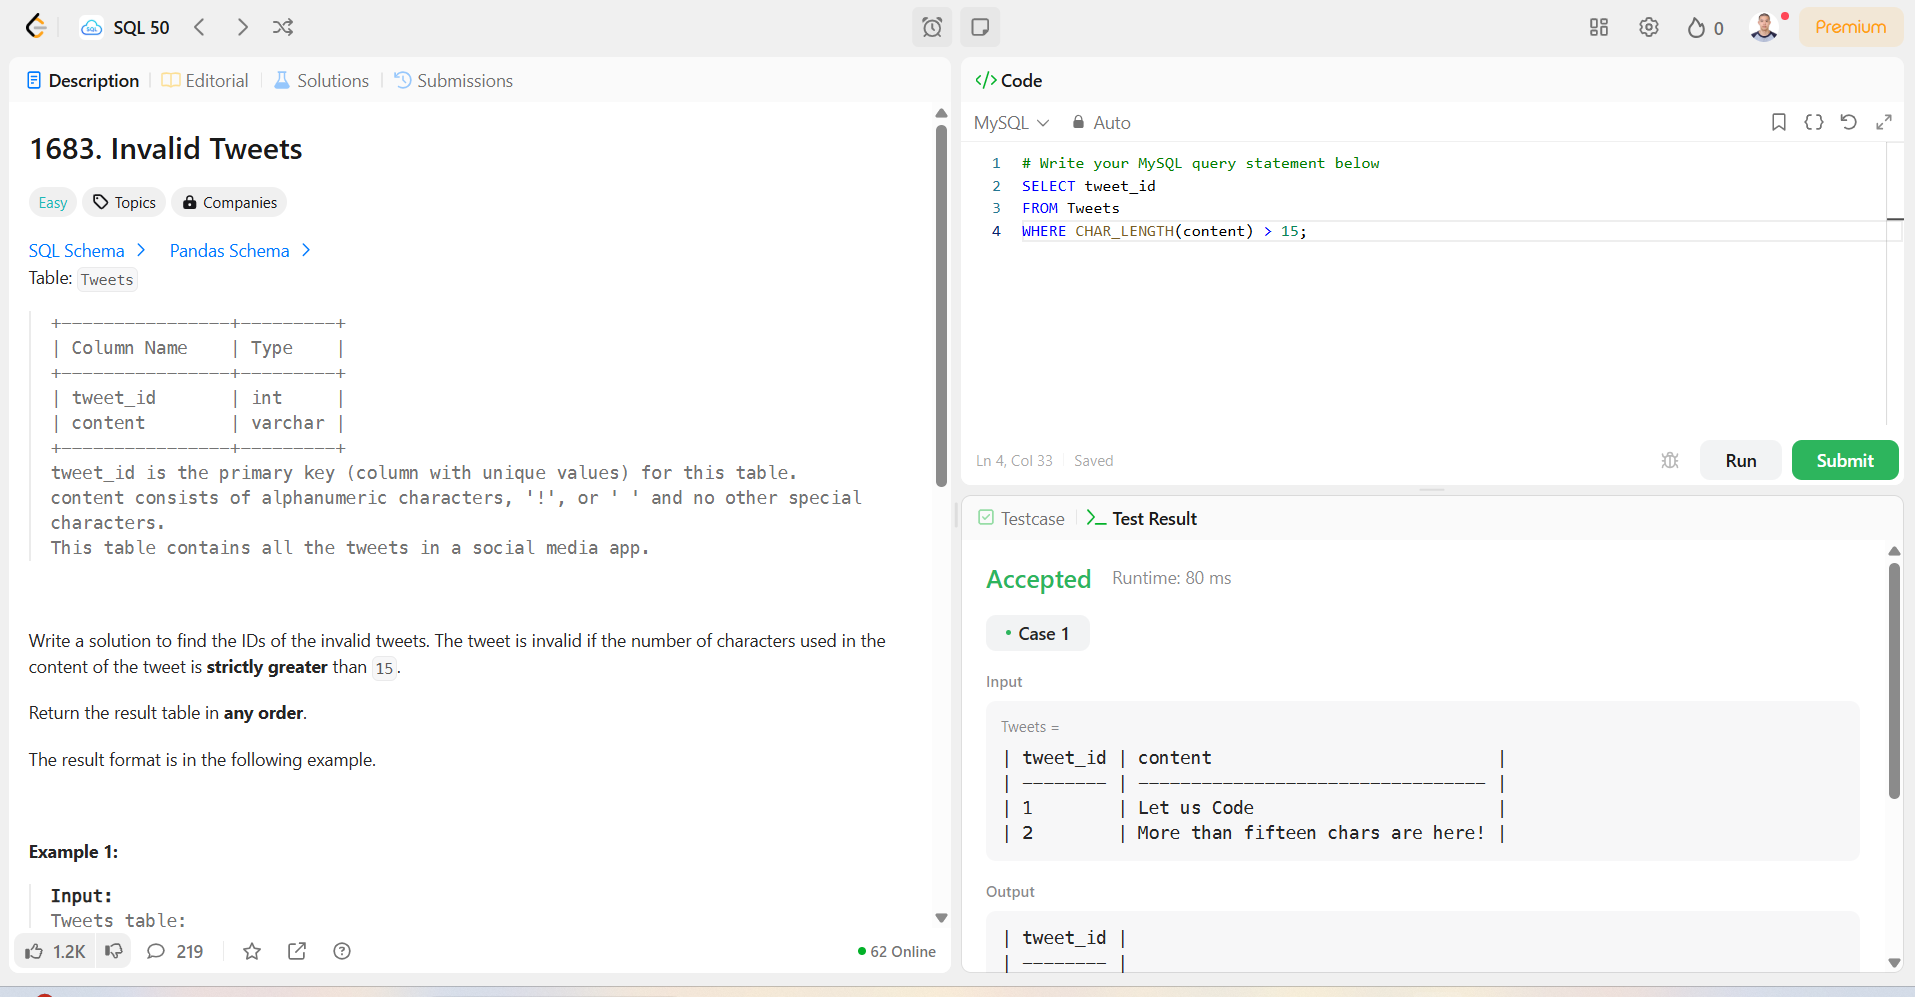 SQL 50
0
Premium
Description
Editorial
Solutions
Submissions
1683. Invalid Tweets
Easy
Topics
Companies
SQL Schema
Pandas Schema
Table: Tweets
+----------------+---------+
| Column Name    | Type    |
+----------------+---------+
| tweet_id       | int     |
| content        | varchar |
+----------------+---------+
tweet_id is the primary key (column with unique values) for this table.
content consists of alphanumeric characters, '!', or ' ' and no other special
characters.
This table contains all the tweets in a social media app.
Write a solution to find the IDs of the invalid tweets. The tweet is invalid if the number of characters used in the
content of the tweet is strictly greater than 15.
Return the result table in any order.
The result format is in the following example.
Example 1:
Input:
Tweets table:
1.2K
219
62 Online
</> Code
MySQL
Auto
1 # Write your MySQL query statement below
2 SELECT tweet_id
3 FROM Tweets
4 WHERE CHAR_LENGTH(content) > 15;
Ln 4, Col 33
Saved
Run
Submit
Testcase
Test Result
Accepted
Runtime: 80 ms
Case 1
Input
Tweets =
| tweet_id | content                           |
| -------- | --------------------------------- |
| 1        | Let us Code                       |
| 2        | More than fifteen chars are here! |
Output
| tweet_id |
| -------- |